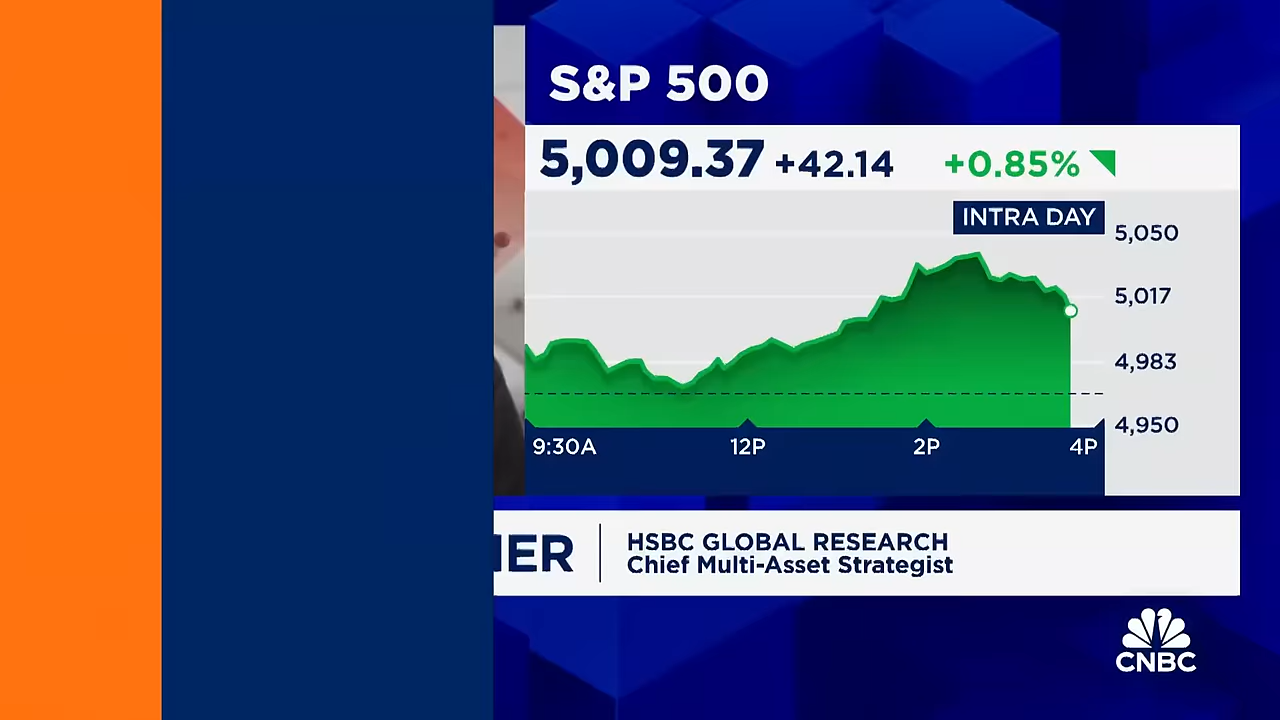 S&P 500
5,009.37 +42.14 +0.85%
INTRA DAY
5,050
5,017
4,983
4,950
9:30A 12P 2P 4P
HSBC GLOBAL RESEARCH
Chief Multi-Asset Strategist
CNBC